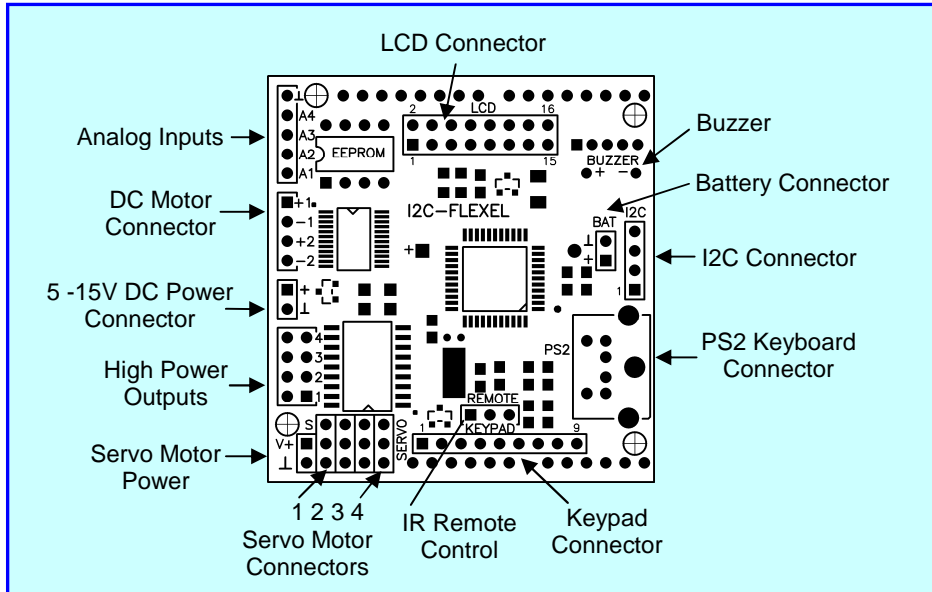 LCD Connector
Analog Inputs
DC Motor
Connector
5 -15V DC Power
Connector
High Power
Outputs
Servo Motor
Power
1 2 3 4
Servo Motor
Connectors
IR Remote
Control
Keypad
Connector
PS2 Keyboard
Connector
I2C Connector
Battery Connector
Buzzer
⊥
A4
A3
A2
A1
EEPROM
2 LCD 16
1 15
BUZZER
+ -
+1
-1
+2
-2
I2C-FLEXEL
+
BAT
⊥
+
I2C
1
+
⊥
4
3
2
1
PS2
REMOTE
1 KEYPAD 9
S
V+
⊥
SERVO